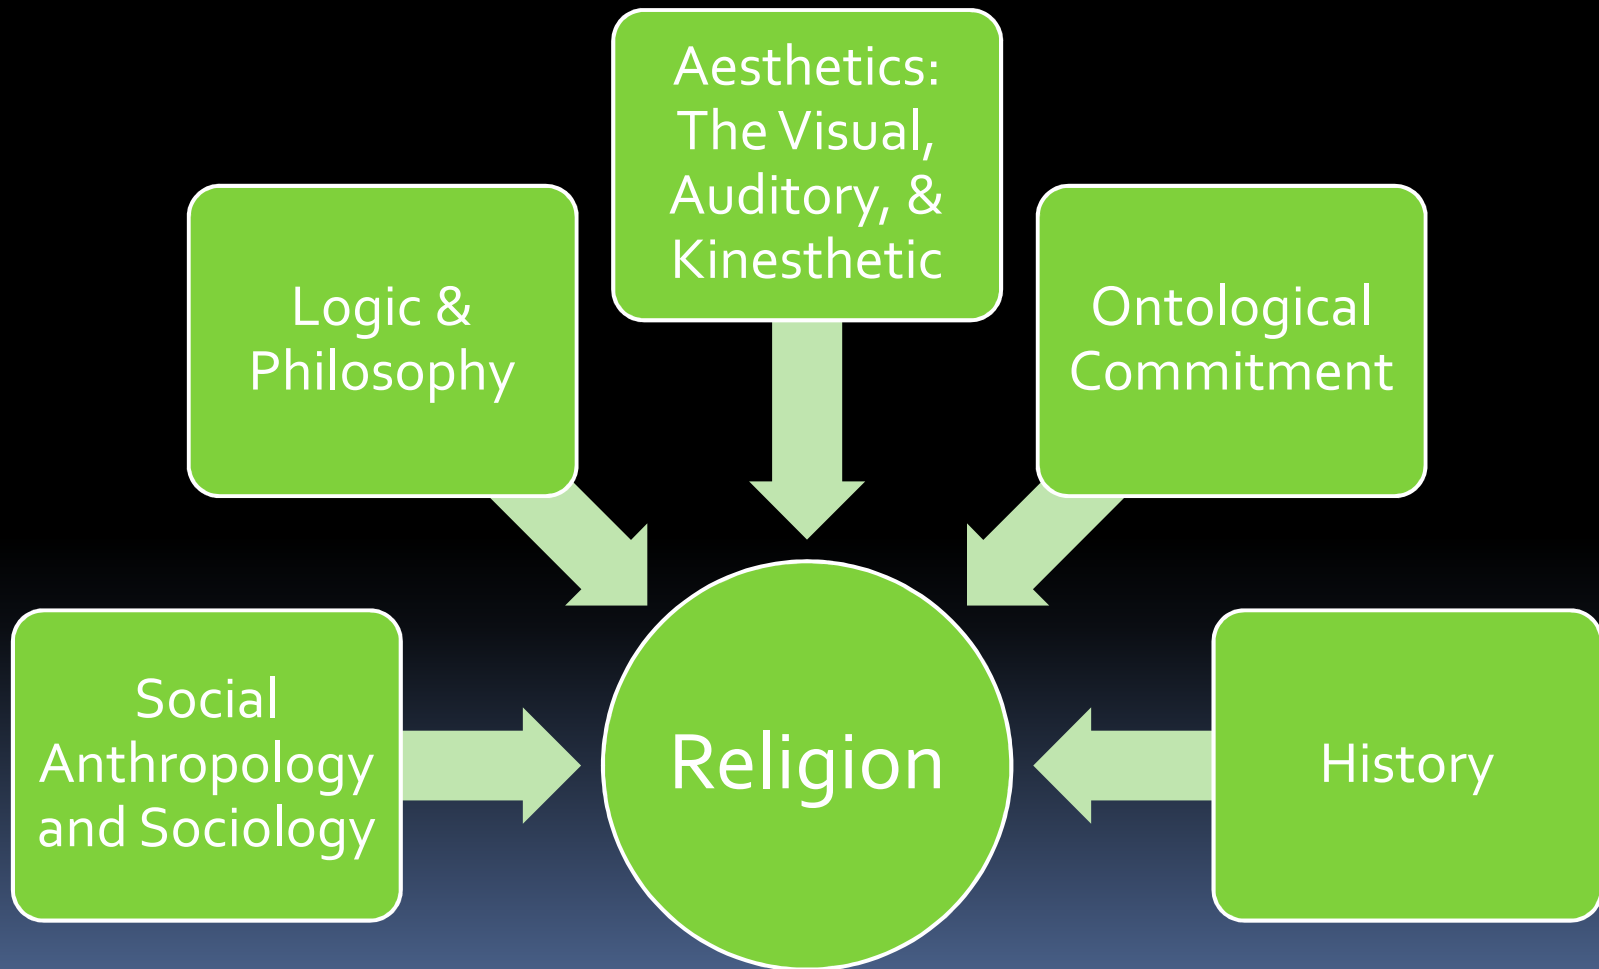 Aesthetics:
The Visual,
Auditory, &
Kinesthetic
Logic &
Philosophy
Ontological
Commitment
Social
Anthropology
and Sociology
Religion
History